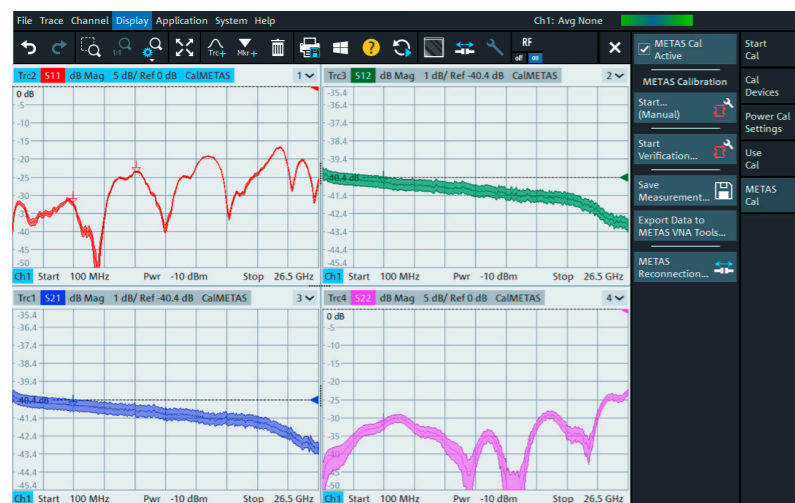 File Trace Channel Display Application System Help
Ch1: Avg None
1:1 Trc+ Mkr+ RF off on
Trc2 S11 dB Mag 5 dB/ Ref 0 dB CalMETAS 1
0 dB
-5
-10
-15
-20
-25
-30
-35
-40
-45
-50
Ch1 Start 100 MHz Pwr -10 dBm Stop 26.5 GHz
Trc3 S12 dB Mag 1 dB/ Ref -40.4 dB CalMETAS 2
-35.4
-36.4
-37.4
-38.4
-39.4
-40.4 dB
-41.4
-42.4
-43.4
-44.4
-45.4
Ch1 Start 100 MHz Pwr -10 dBm Stop 26.5 GHz
Trc1 S21 dB Mag 1 dB/ Ref -40.4 dB CalMETAS 3
-35.4
-36.4
-37.4
-38.4
-39.4
-40.4 dB
-41.4
-42.4
-43.4
-44.4
-45.4
Ch1 Start 100 MHz Pwr -10 dBm Stop 26.5 GHz
Trc4 S22 dB Mag 5 dB/ Ref 0 dB CalMETAS 4
0 dB
-5
-10
-15
-20
-25
-30
-35
-40
-45
-50
Ch1 Start 100 MHz Pwr -10 dBm Stop 26.5 GHz
METAS Cal
Active
METAS Calibration
Start...
(Manual)
Start
Verification...
Save
Measurement...
Export Data to
METAS VNA Tools...
METAS
Reconnection...
Start
Cal
Cal
Devices
Power Cal
Settings
Use
Cal
METAS
Cal